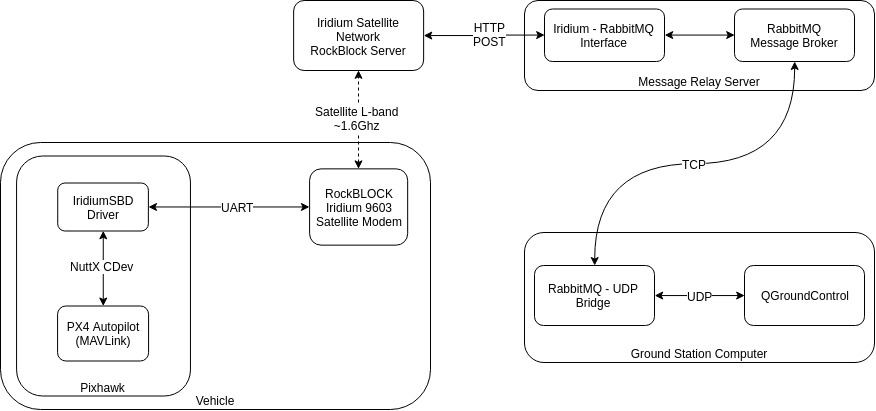 Iridium Satellite
Network
RockBlock Server
HTTP
POST
Iridium - RabbitMQ
Interface
RabbitMQ
Message Broker
Message Relay Server
Satellite L-band
~1.6Ghz
TCP
IridiumSBD
Driver
UART
RockBLOCK
Iridium 9603
Satellite Modem
NuttX CDev
PX4 Autopilot
(MAVLink)
Pixhawk
Vehicle
RabbitMQ - UDP
Bridge
UDP
QGroundControl
Ground Station Computer